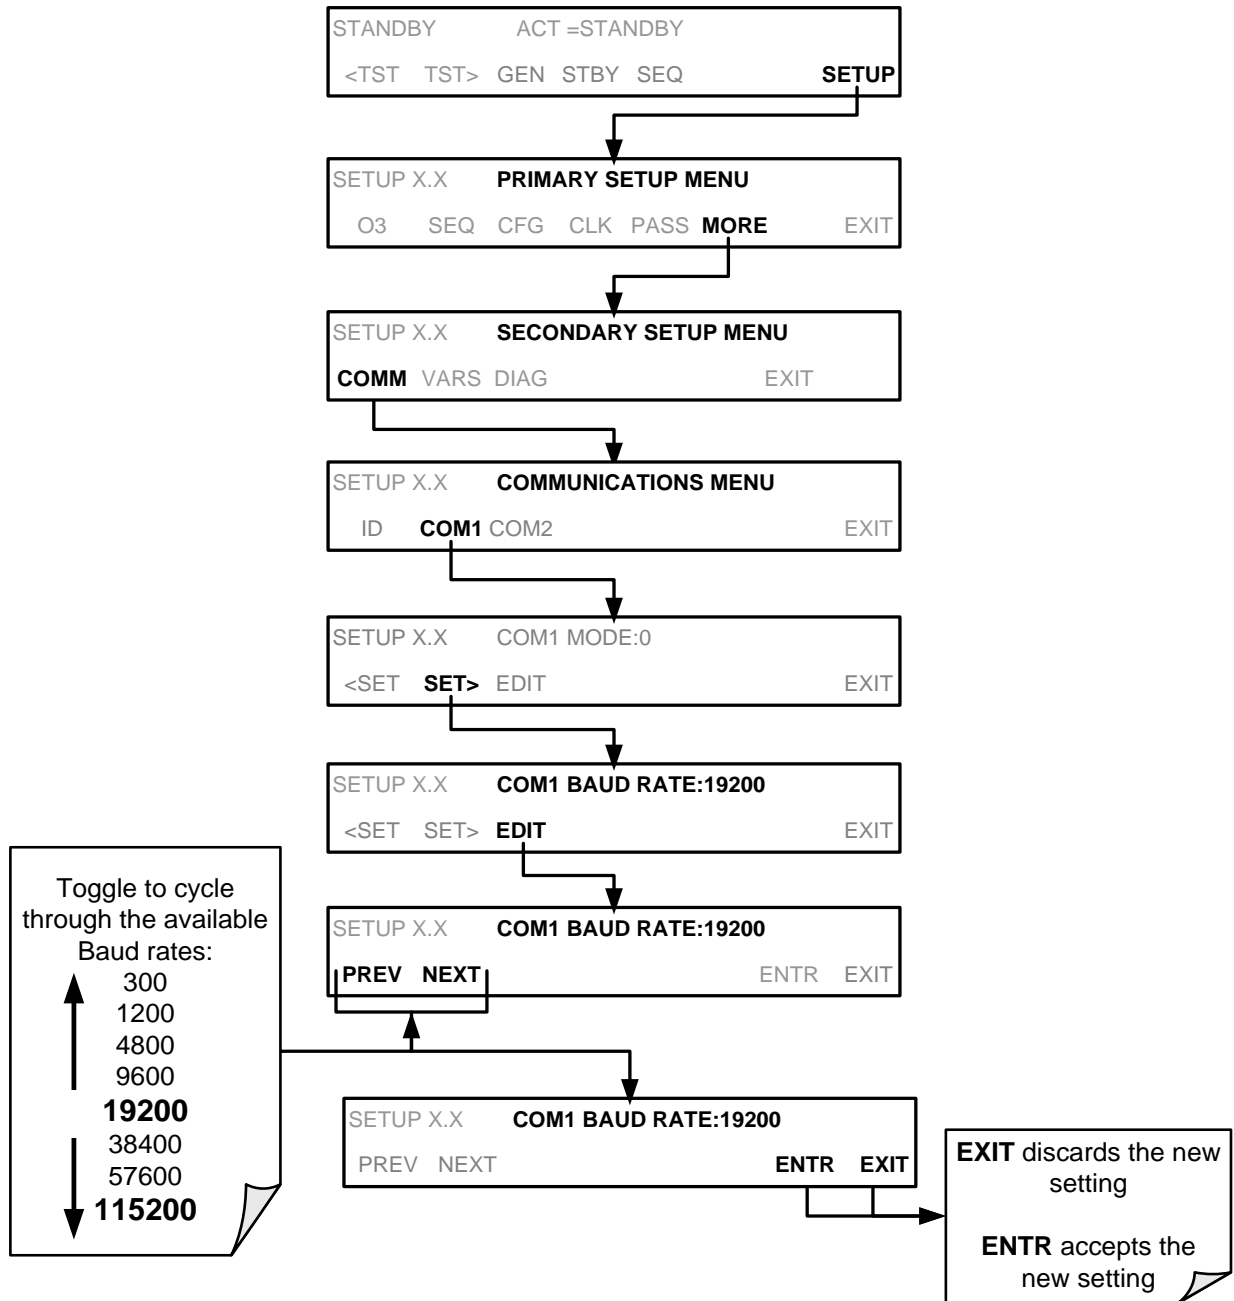 STANDBY ACT =STANDBY
<TST TST> GEN STBY SEQ SETUP
SETUP X.X PRIMARY SETUP MENU
O3 SEQ CFG CLK PASS MORE EXIT
SETUP X.X SECONDARY SETUP MENU
COMM VARS DIAG EXIT
SETUP X.X COMMUNICATIONS MENU
ID COM1 COM2 EXIT
SETUP X.X COM1 MODE:0
<SET SET> EDIT EXIT
SETUP X.X COM1 BAUD RATE:19200
<SET SET> EDIT EXIT
SETUP X.X COM1 BAUD RATE:19200
PREV NEXT ENTR EXIT
Toggle to cycle
through the available
Baud rates:
300
1200
4800
9600
19200
38400
57600
115200
SETUP X.X COM1 BAUD RATE:19200
PREV NEXT ENTR EXIT
EXIT discards the new
setting
ENTR accepts the
new setting